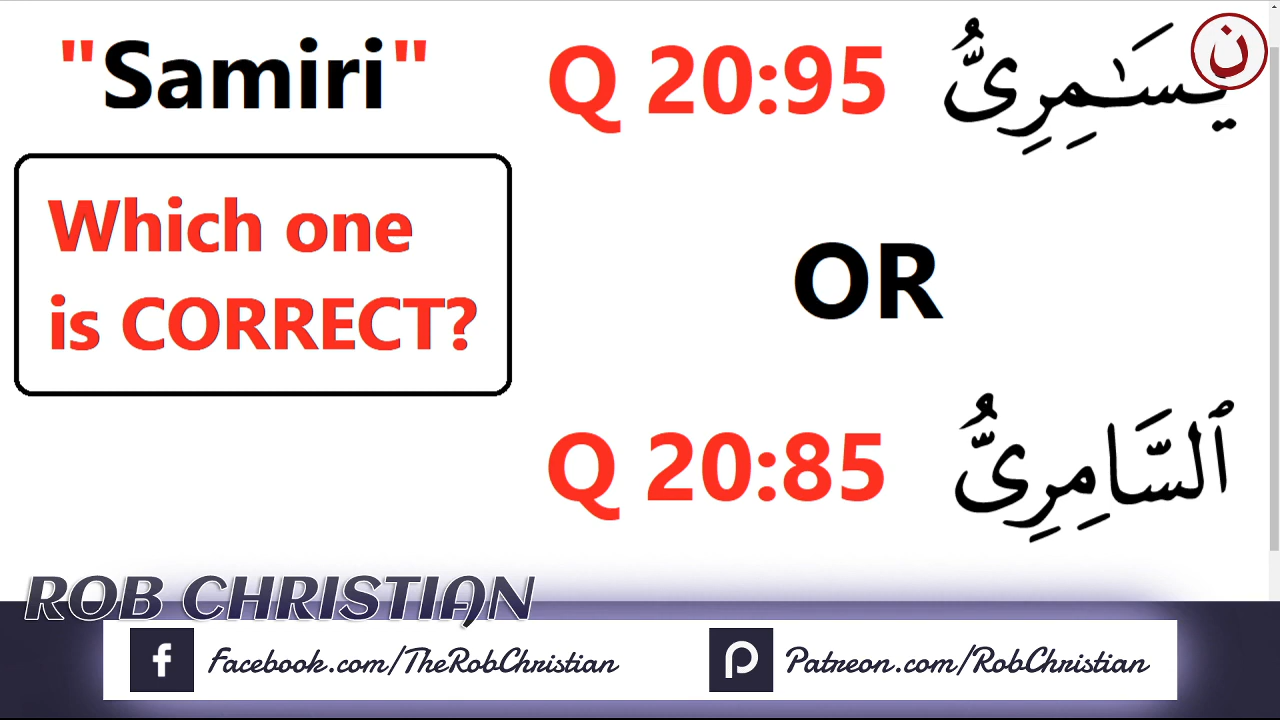 "Samiri"
Q 20:95
يَسَـٰمِرِىُّ
ن
Which one
is CORRECT?
OR
Q 20:85
ٱلسَّامِرِىُّ
ROB CHRISTIAN
Facebook.com/TheRobChristian
Patreon.com/RobChristian